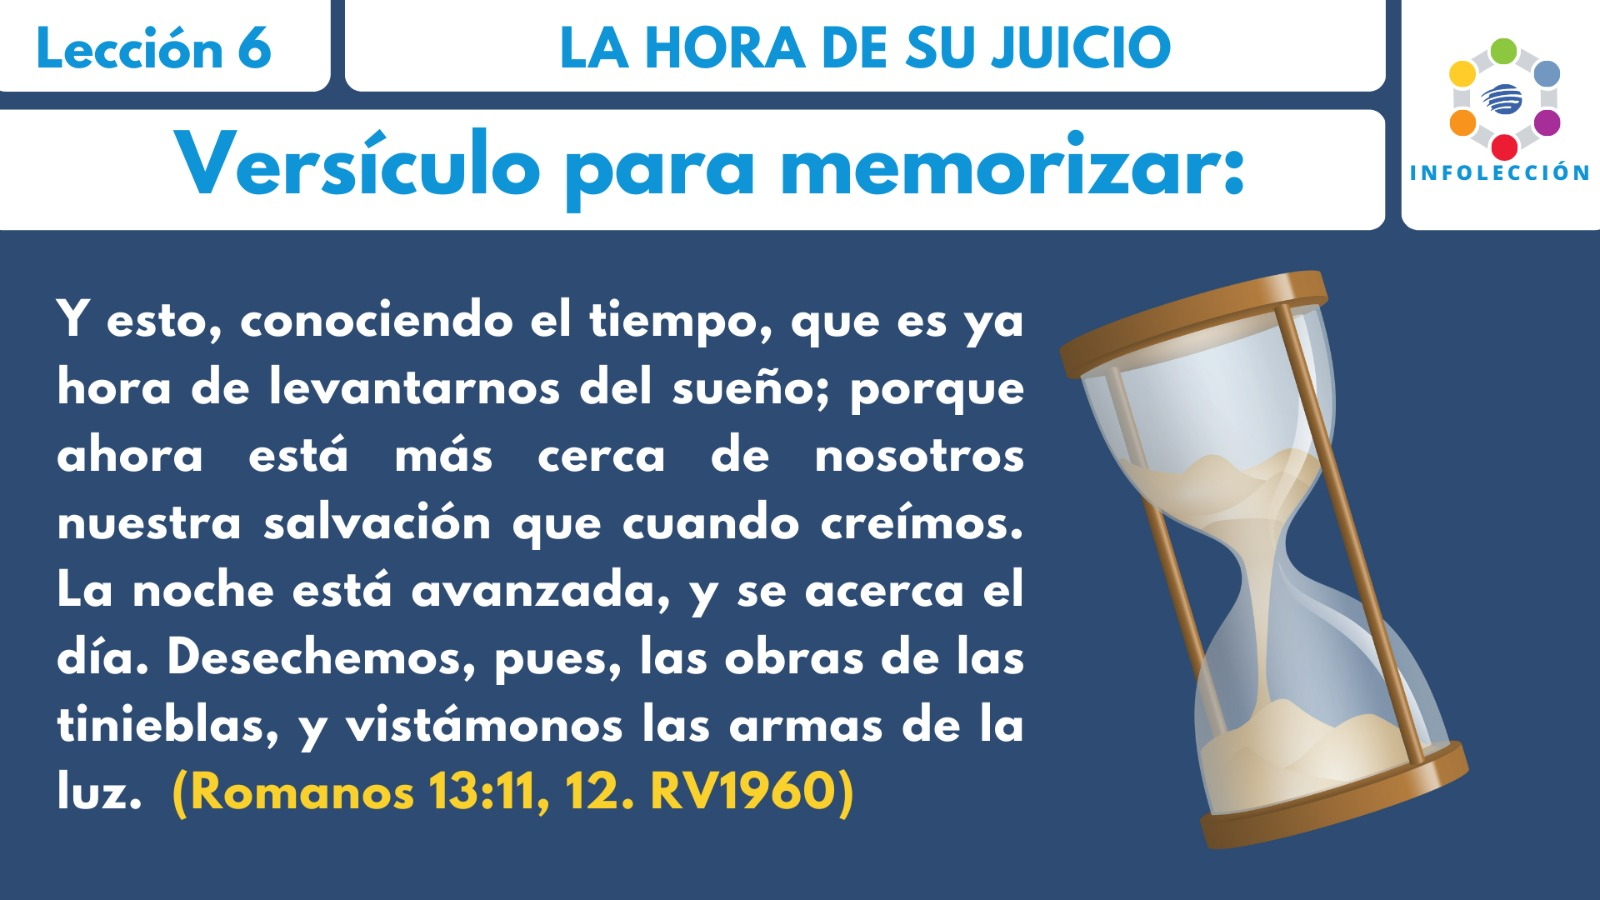 Lección 6
LA HORA DE SU JUICIO
Versículo para memorizar:
INFOLECCIÓN
Y esto, conociendo el tiempo, que es ya
hora de levantarnos del sueño; porque
ahora está más cerca de nosotros
nuestra salvación que cuando creímos.
La noche está avanzada, y se acerca el
día. Desechemos, pues, las obras de las
tinieblas, y vistámonos las armas de la
luz. (Romanos 13:11, 12. RV1960)